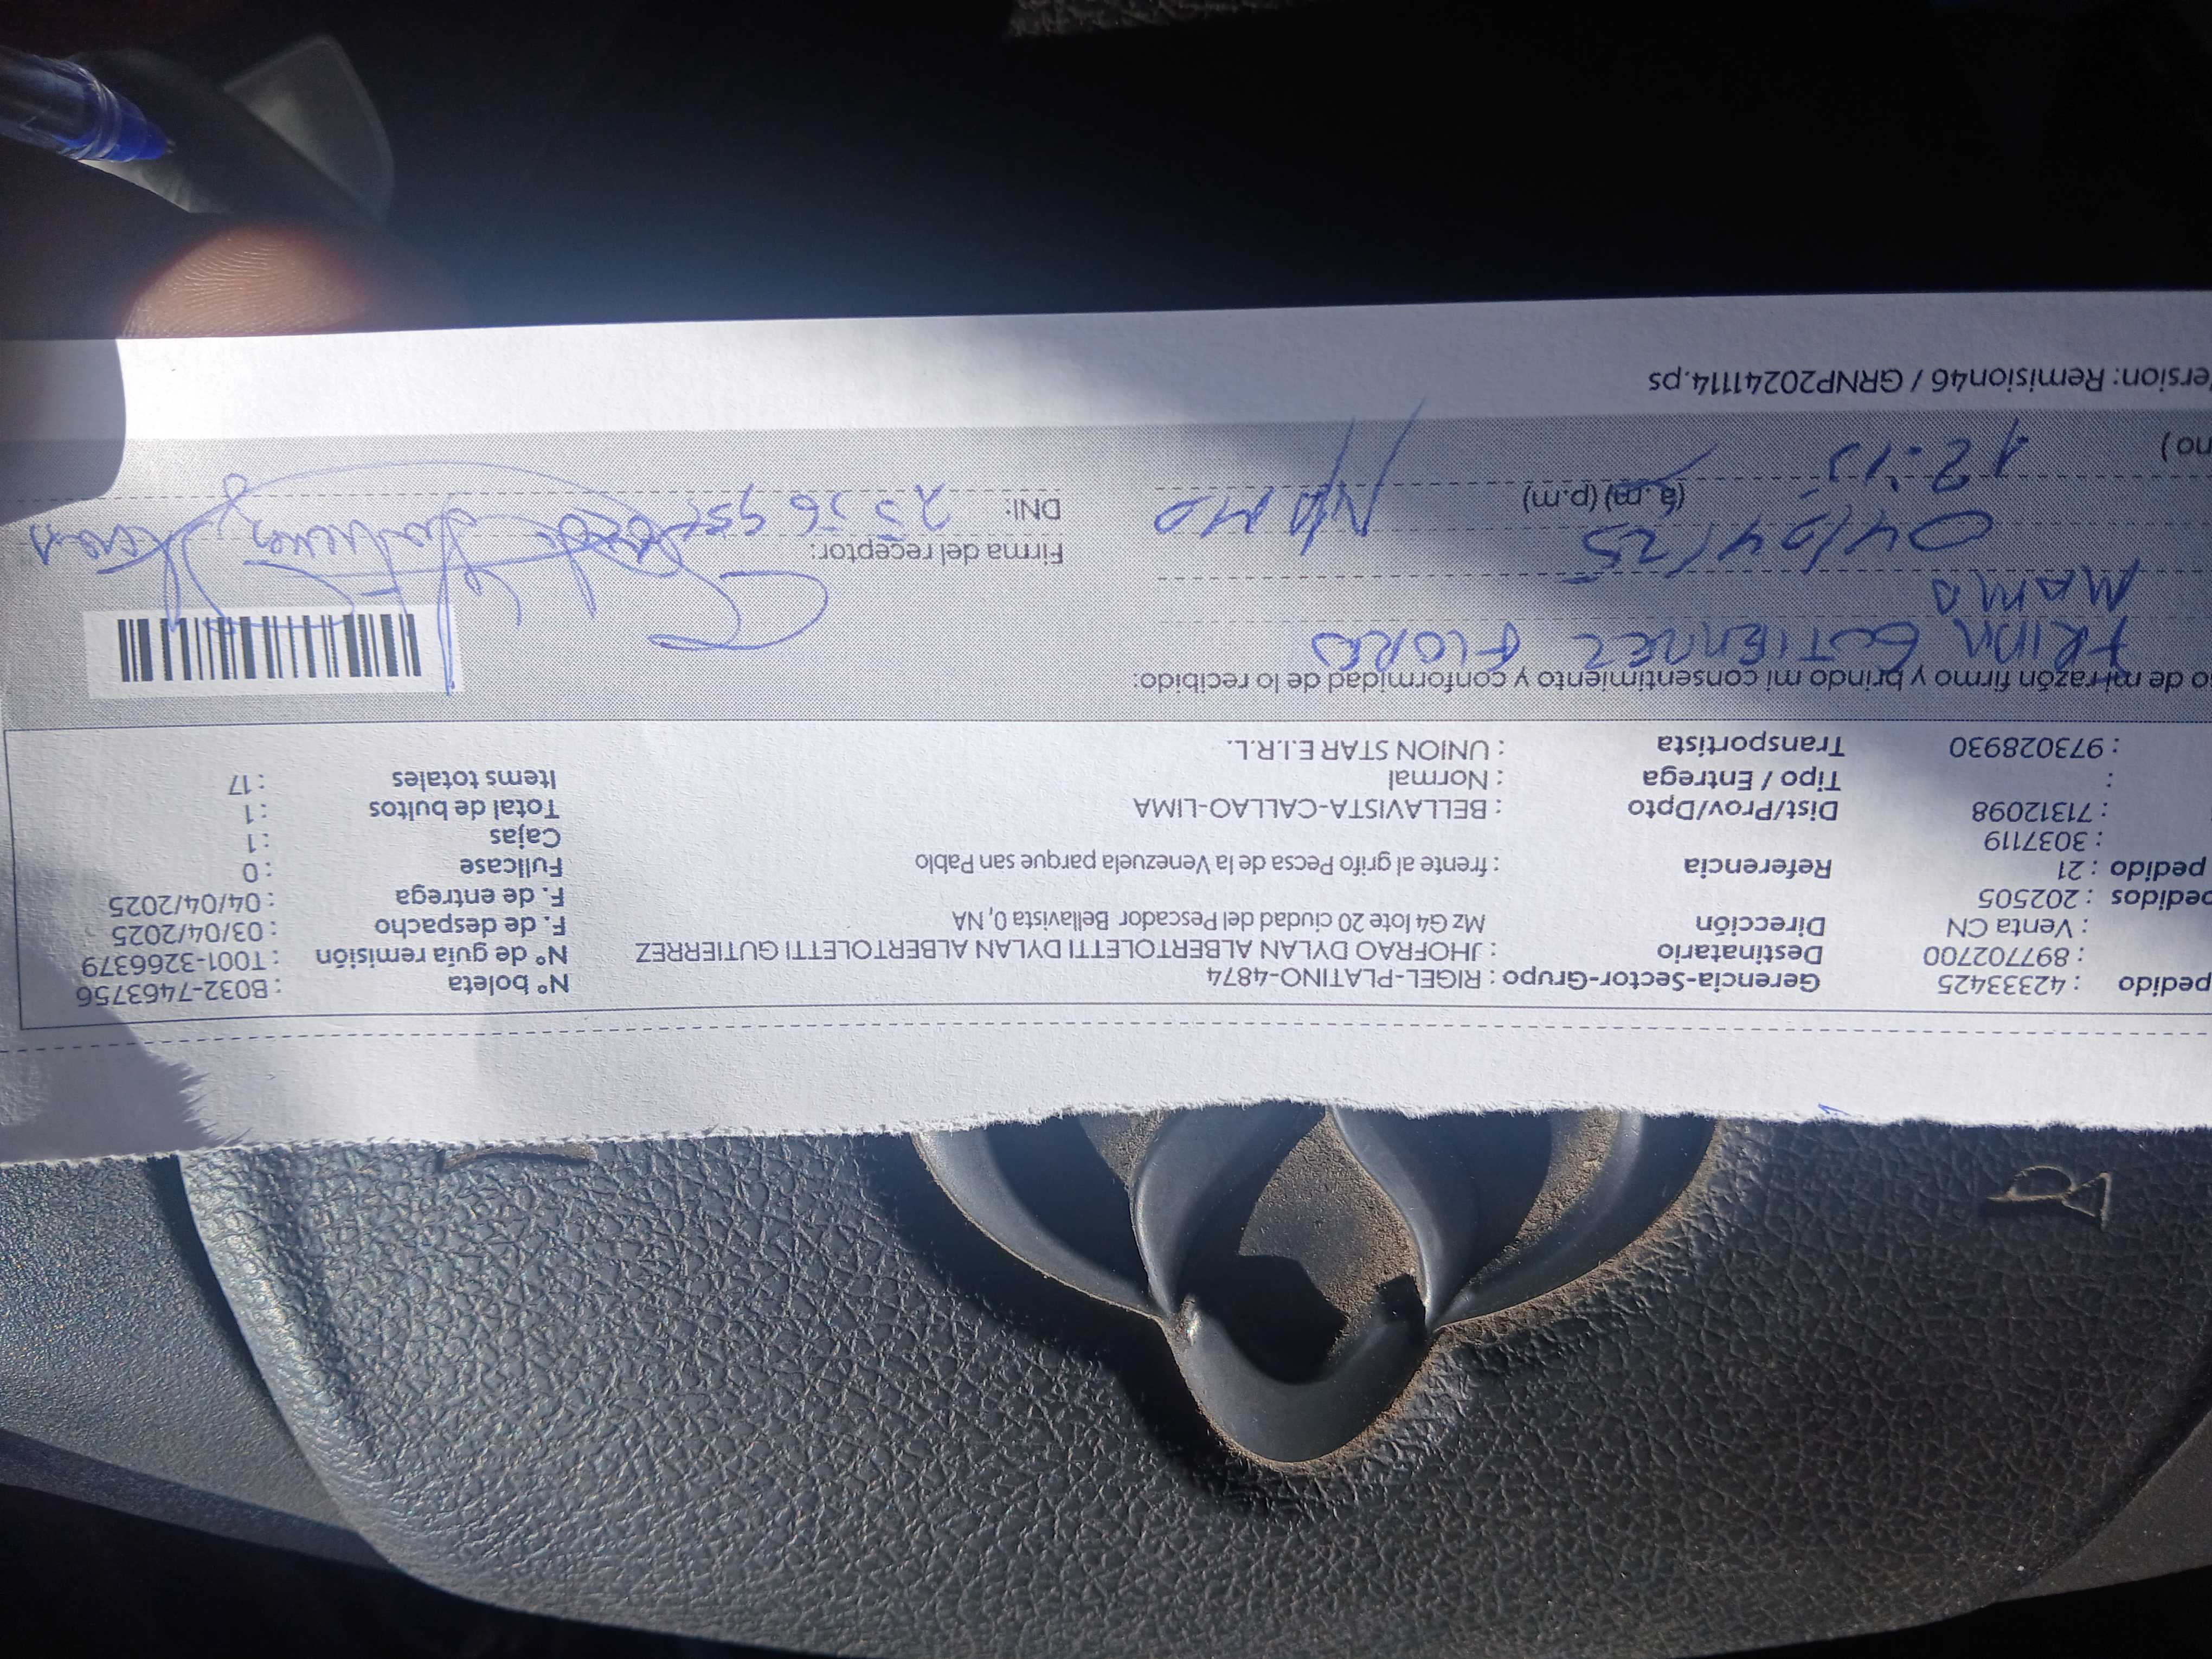 pedido : 42333425 Gerencia-Sector-Grupo : RIGEL-PLATINO-4874 Nº boleta : B032-7463756
: 897702700 Destinatario : JHOFRAO DYLAN ALBERTOLETTI DYLAN ALBERTOLETTI GUTIERREZ Nº de guía remisión : T001-3266379
: Venta CN Dirección Mz G4 lote 20 ciudad del Pescador Bellavista 0, NA F. de despacho : 03/04/2025
pedidos : 202505 F. de entrega : 04/04/2025
pedido : 21 Referencia : frente al grifo Pecsa de la Venezuela parque san Pablo Fullcase : 0
: 3037119 Cajas : 1
: 71312098 Dist/Prov/Dpto : BELLAVISTA-CALLAO-LIMA Total de bultos : 1
: Tipo / Entrega : Normal Items totales : 17
: 973028930 Transportista : UNION STAR E.I.R.L.
de mi razón firmo y brindo mi consentimiento y conformidad de lo recibido:
GUTIERREZ FLORES
MAMA
04/04/25 Firma del receptor:
12:15 (a.m) (p.m) DNI:
no)
Version: Remision46 / GRNP20241114.ps